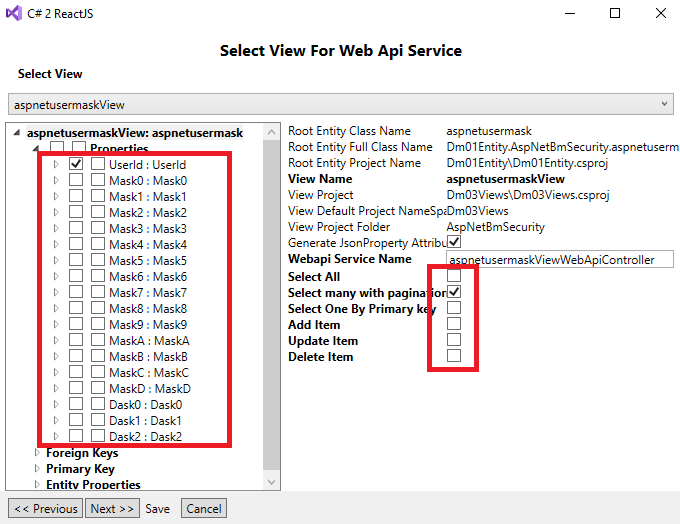 C# 2 ReactJS
Select View For Web Api Service
Select View
aspnetusermaskView
aspnetusermaskView: aspnetusermask
Properties
UserId : UserId
Mask0 : Mask0
Mask1 : Mask1
Mask2 : Mask2
Mask3 : Mask3
Mask4 : Mask4
Mask5 : Mask5
Mask6 : Mask6
Mask7 : Mask7
Mask8 : Mask8
Mask9 : Mask9
MaskA : MaskA
MaskB : MaskB
MaskC : MaskC
MaskD : MaskD
Dask0 : Dask0
Dask1 : Dask1
Dask2 : Dask2
Foreign Keys
Primary Key
Entity Properties
Root Entity Class Name aspnetusermask
Root Entity Full Class Name Dm01Entity.AspNetBmSecurity.aspnetuserm
Root Entity Project Name Dm01Entity\Dm01Entity.csproj
View Name aspnetusermaskView
View Project Dm03Views\Dm03Views.csproj
View Default Project NameSpa Dm03Views
View Project Folder AspNetBmSecurity
Generate JsonProperty Attribu
Webapi Service Name aspnetusermaskViewWebApiController
Select All
Select many with pagination
Select One By Primary key
Add Item
Update Item
Delete Item
<< Previous Next >> Save Cancel